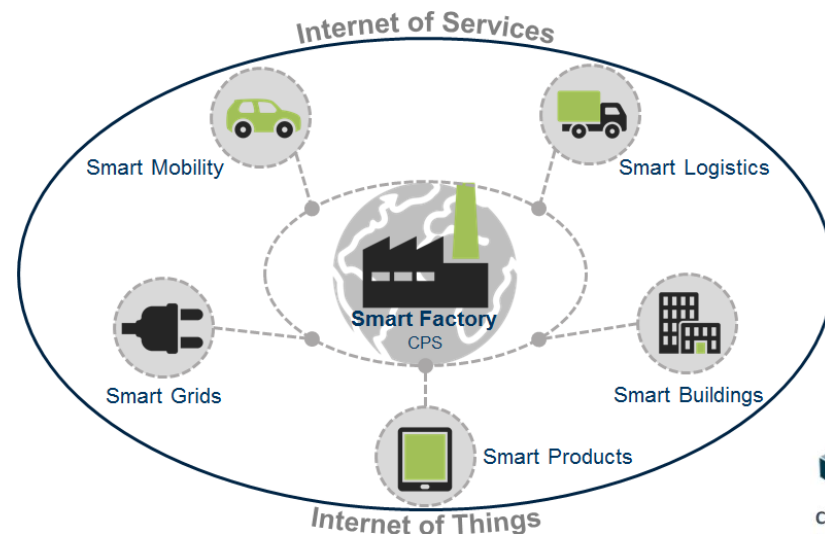 Internet of Services
Smart Mobility
Smart Logistics
Smart Factory
CPS
Smart Grids
Smart Buildings
Smart Products
Internet of Things